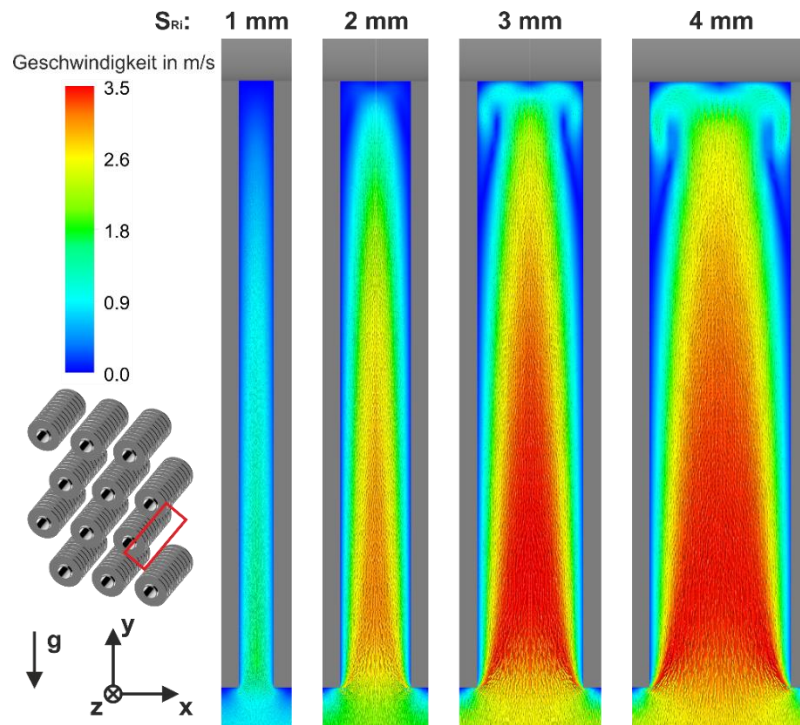 SRi: 1 mm 2 mm 3 mm 4 mm
Geschwindigkeit in m/s
3.5
2.6
1.8
0.9
0.0
g
y
z
x